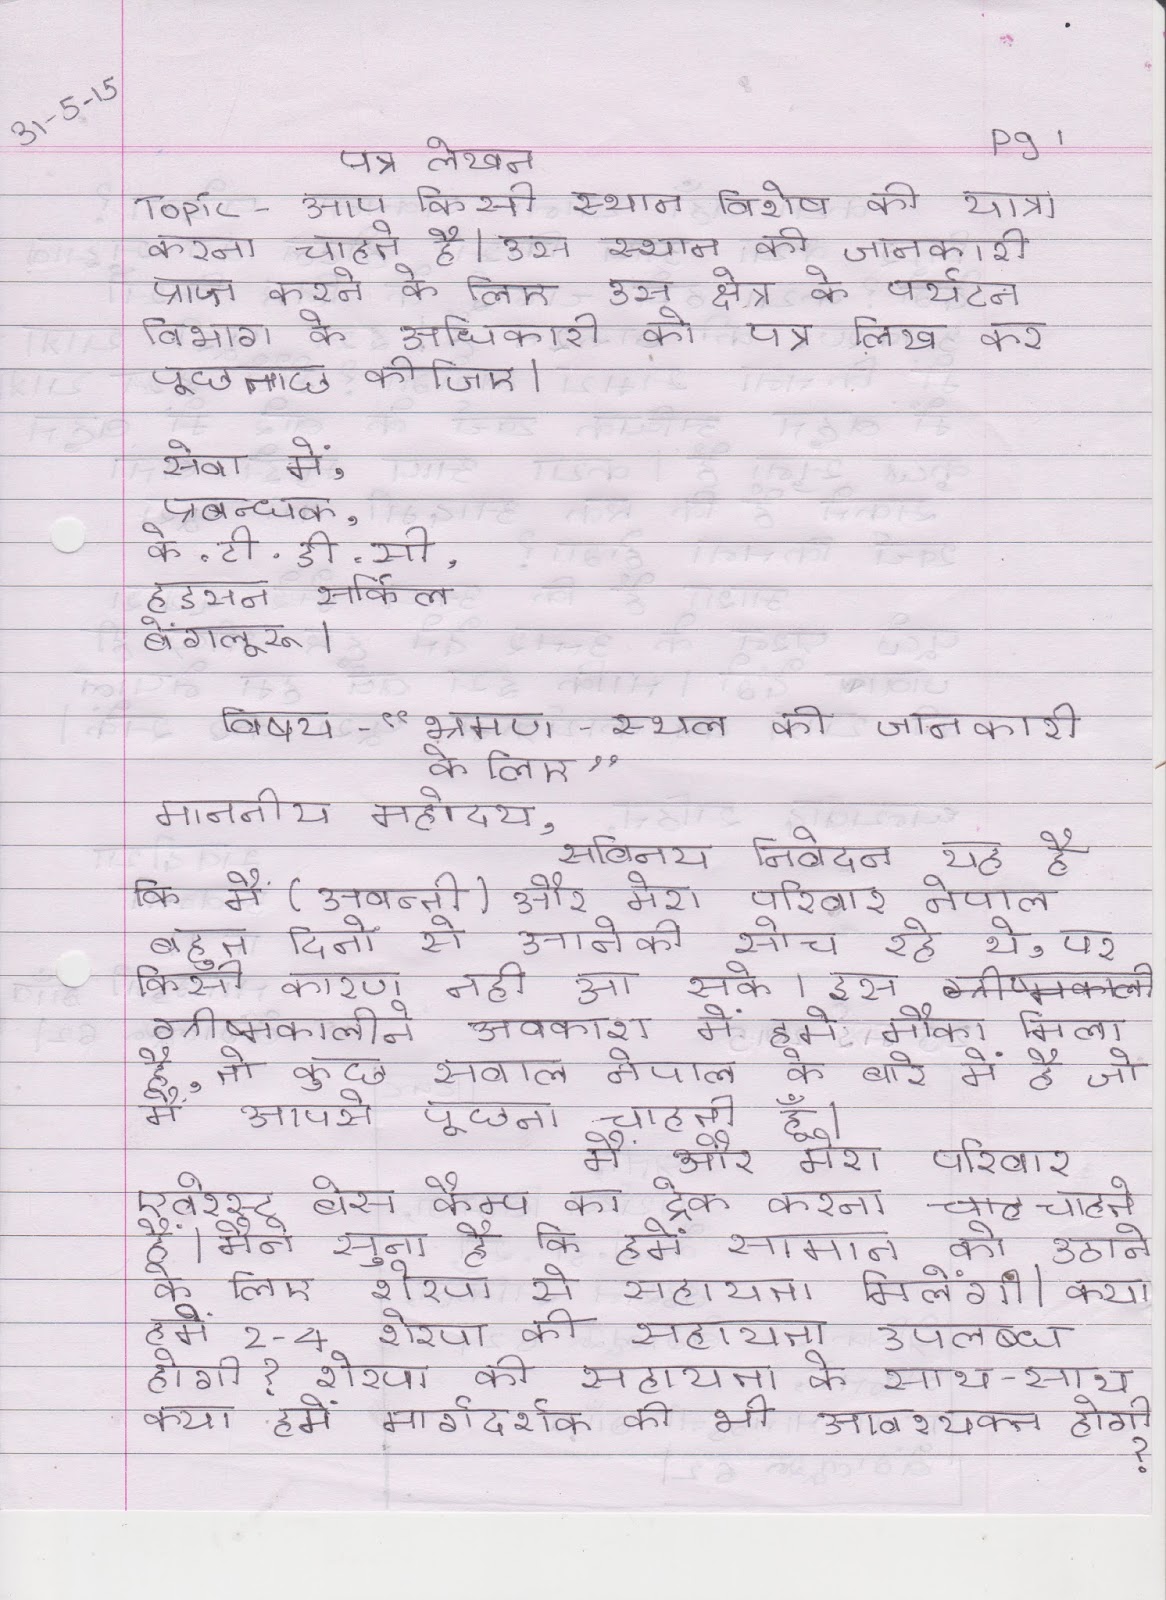 31-5-15
pg 1
पत्र लेखन
Topic - आप किसी स्थान विशेष की यात्रा
करना चाहते है। उस स्थान की जानकारी
प्राप्त करने के लिए उस क्षेत्र के पर्यटन
विभाग के अधिकारी को पत्र लिख कर
पूछताछ कीजिए।
सेवा में,
प्रबन्धक,
के.टी.डी.सी,
हडसन सर्किल
बेंगलूरू।
विषय - “भ्रमण - स्थल की जानकारी
के लिए”
माननीय महोदय,
सविनय निवेदन यह है
कि मैं (अवन्ती) और मेरा परिवार नेपाल
बहुत दिनों से आनेकी सोच रहे थे, पर
किसी कारण नही आ सके। इस ग्रीष्मकाली
ग्रीष्मकालीने अवकाश में हमें मौका मिला
है, तो कुछ सवाल नेपाल के बारे में है जो
मैं आपसे पूछना चाहती हूँ।
मैं और मेरा परिवार
एवेरेस्ट बेस कैम्प का ट्रेक करना चाह चाहते
हैं। मैंने सुना है कि हमें सामान को उठाने
के लिए शेरपा से सहायता मिलेंगी। क्या
हमें 2-4 शेरपा की सहायता उपलब्ध
होगी? शेरपा की सहायता के साथ-साथ
क्या हमें मार्गदर्शक की भी आवश्यक्त होगी
?